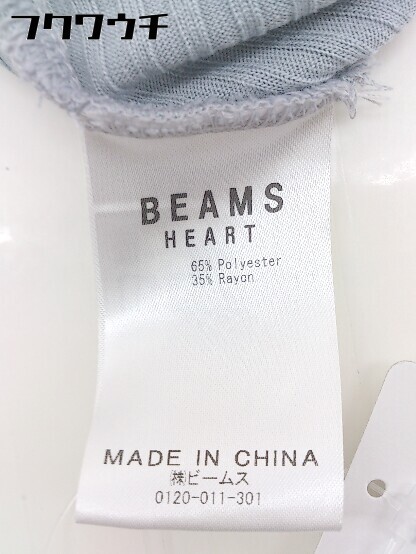 フクワウチ
BEAMS
HEART
65% Polyester
35% Rayon
MADE IN CHINA
㈱ビームス
0120-011-301